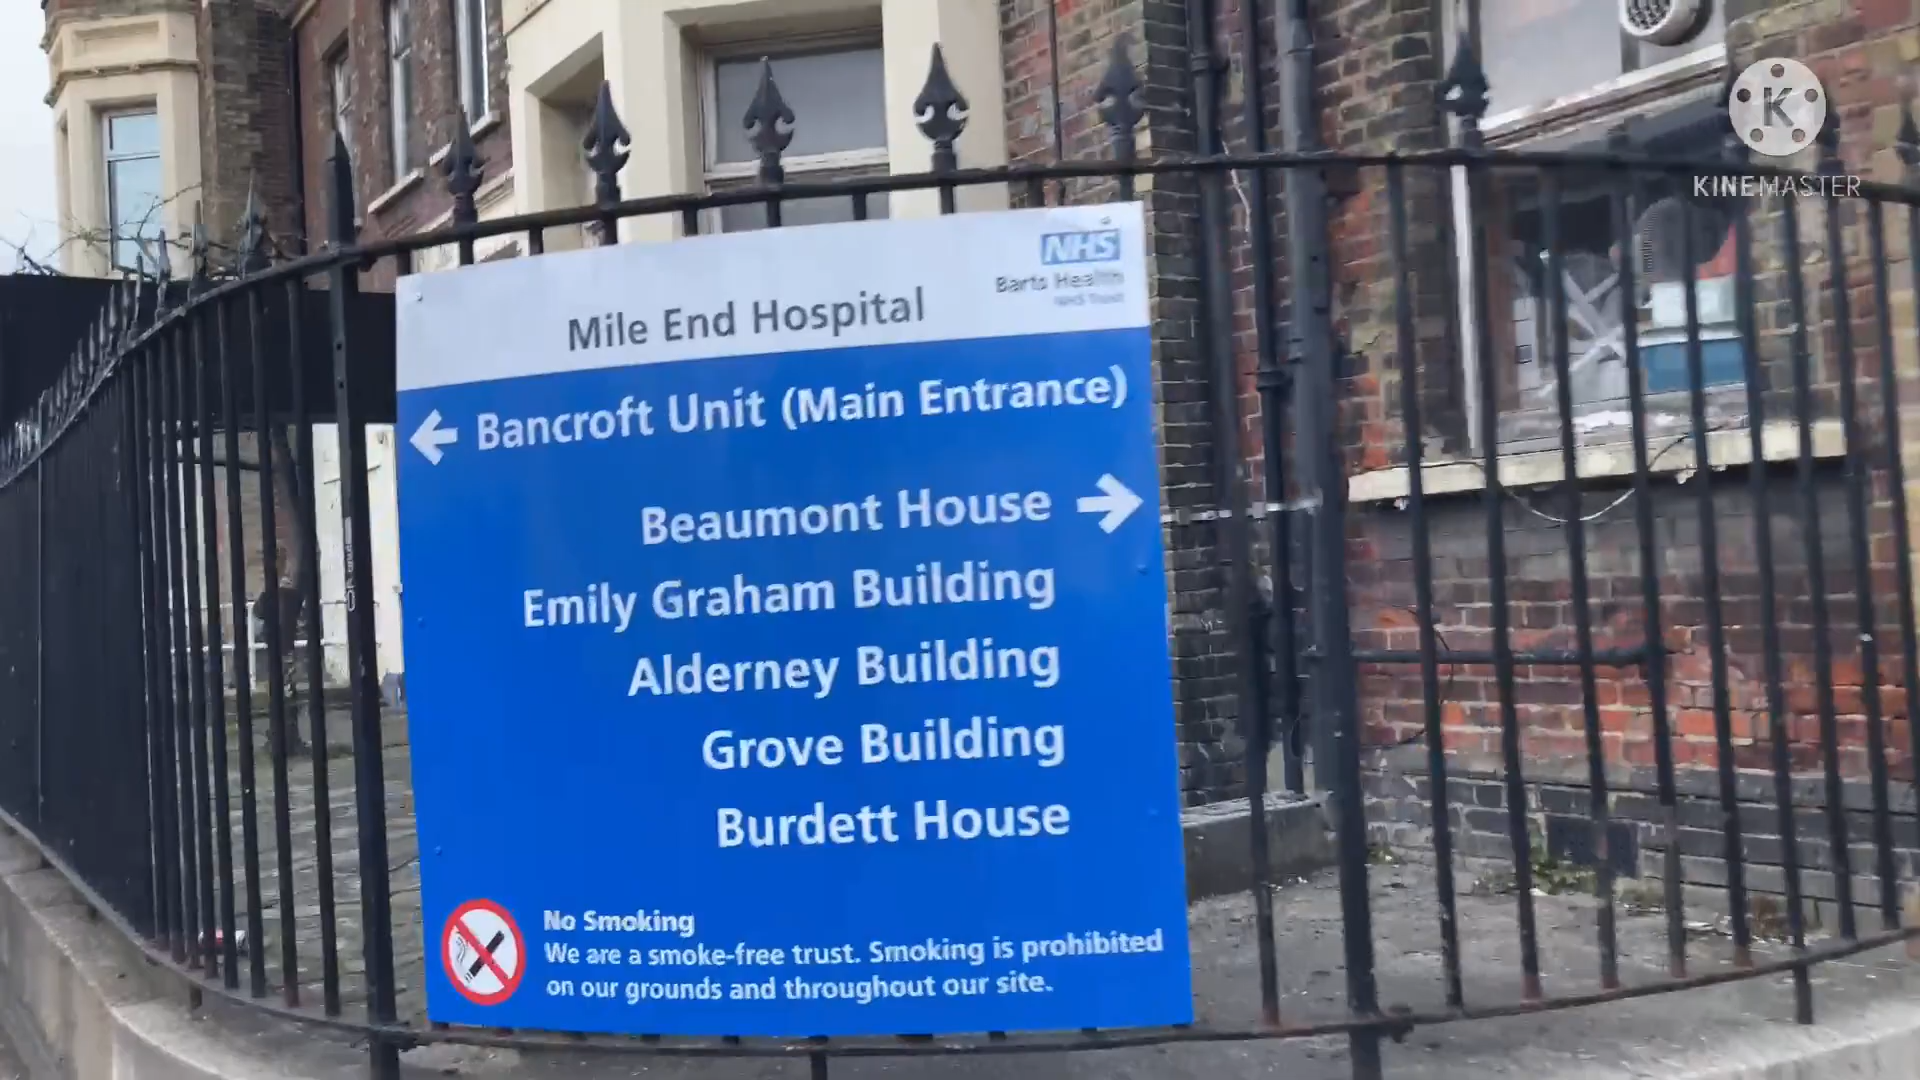 K
KINEMASTER
NHS
Barts Health
NHS Trust
Mile End Hospital
Bancroft Unit (Main Entrance)
Beaumont House
Emily Graham Building
Alderney Building
Grove Building
Burdett House
No Smoking
We are a smoke-free trust. Smoking is prohibited
on our grounds and throughout our site.